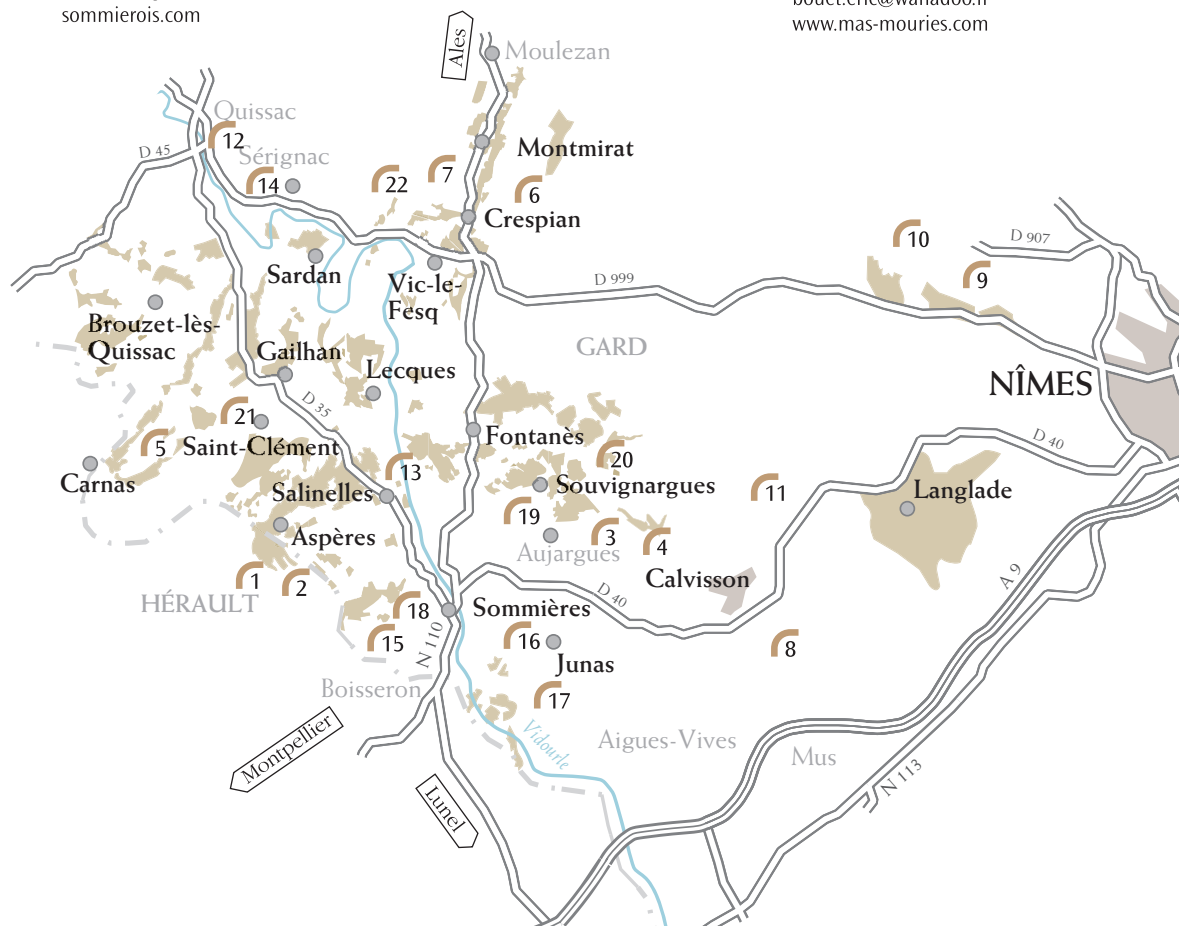 sommierois.com
www.mas-mouries.com
Ales
Moulezan
Quissac
12
D 45
Sérignac
14
22
7
Montmirat
6
Crespian
10
D 907
9
Sardan
Vic-le-
Fesq
D 999
Brouzet-lès-
Quissac
GARD
Gailhan
Lecques
NÎMES
D 35
21
Saint-Clément
5
Fontanès
20
D 40
Carnas
13
Salinelles
Souvignargues
11
Langlade
19
Aspères
3
Aujargues
4
Calvisson
A 9
1
2
HÉRAULT
18
Sommières
D 40
15
N 110
16
Junas
8
Boisseron
17
Vidourle
Aigues-Vives
Mus
Montpellier
N 113
Lunel